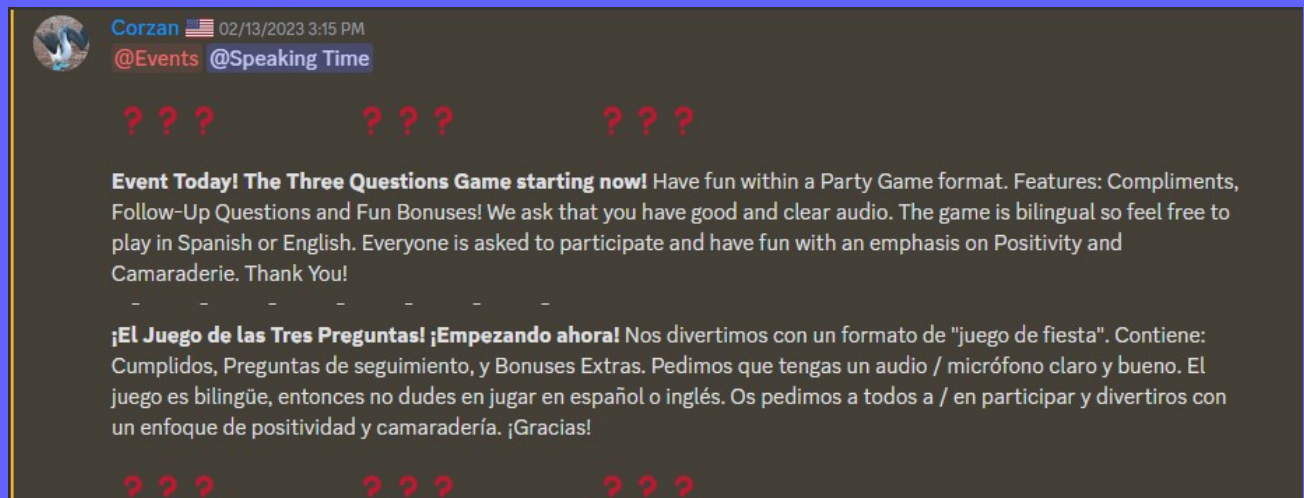 Corzan 🇺🇸 02/13/2023 3:15 PM
@Events @Speaking Time
❓❓❓ ❓❓❓ ❓❓❓
Event Today! The Three Questions Game starting now! Have fun within a Party Game format. Features: Compliments,
Follow-Up Questions and Fun Bonuses! We ask that you have good and clear audio. The game is bilingual so feel free to
play in Spanish or English. Everyone is asked to participate and have fun with an emphasis on Positivity and
Camaraderie. Thank You!
- - - - - - -
¡El Juego de las Tres Preguntas! ¡Empezando ahora! Nos divertimos con un formato de "juego de fiesta". Contiene:
Cumplidos, Preguntas de seguimiento, y Bonuses Extras. Pedimos que tengas un audio / micrófono claro y bueno. El
juego es bilingüe, entonces no dudes en jugar en español o inglés. Os pedimos a todos a / en participar y divertiros con
un enfoque de positividad y camaradería. ¡Gracias!
❓❓❓ ❓❓❓ ❓❓❓